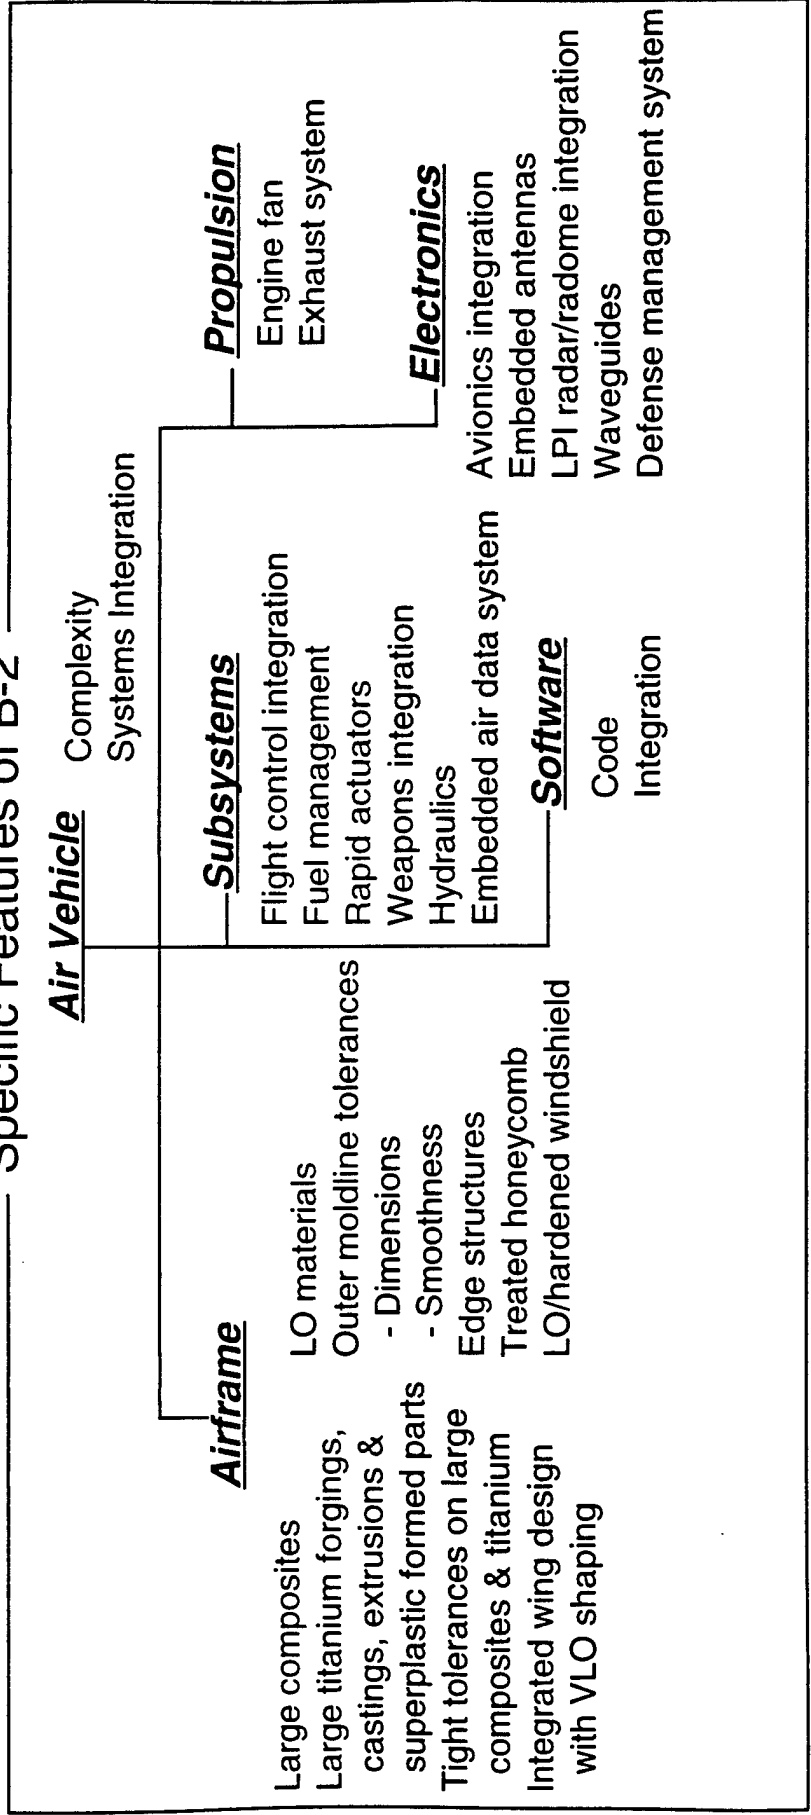 Specific Features of B-2
Air Vehicle
Complexity
Systems Integration
Airframe
Large composites
Large titanium forgings,
castings, extrusions &
superplastic formed parts
Tight tolerances on large
composites & titanium
Integrated wing design
with VLO shaping
LO materials
Outer moldline tolerances
- Dimensions
- Smoothness
Edge structures
Treated honeycomb
LO/hardened windshield
Subsystems
Flight control integration
Fuel management
Rapid actuators
Weapons integration
Hydraulics
Embedded air data system
Software
Code
Integration
Propulsion
Engine fan
Exhaust system
Electronics
Avionics integration
Embedded antennas
LPI radar/radome integration
Waveguides
Defense management system